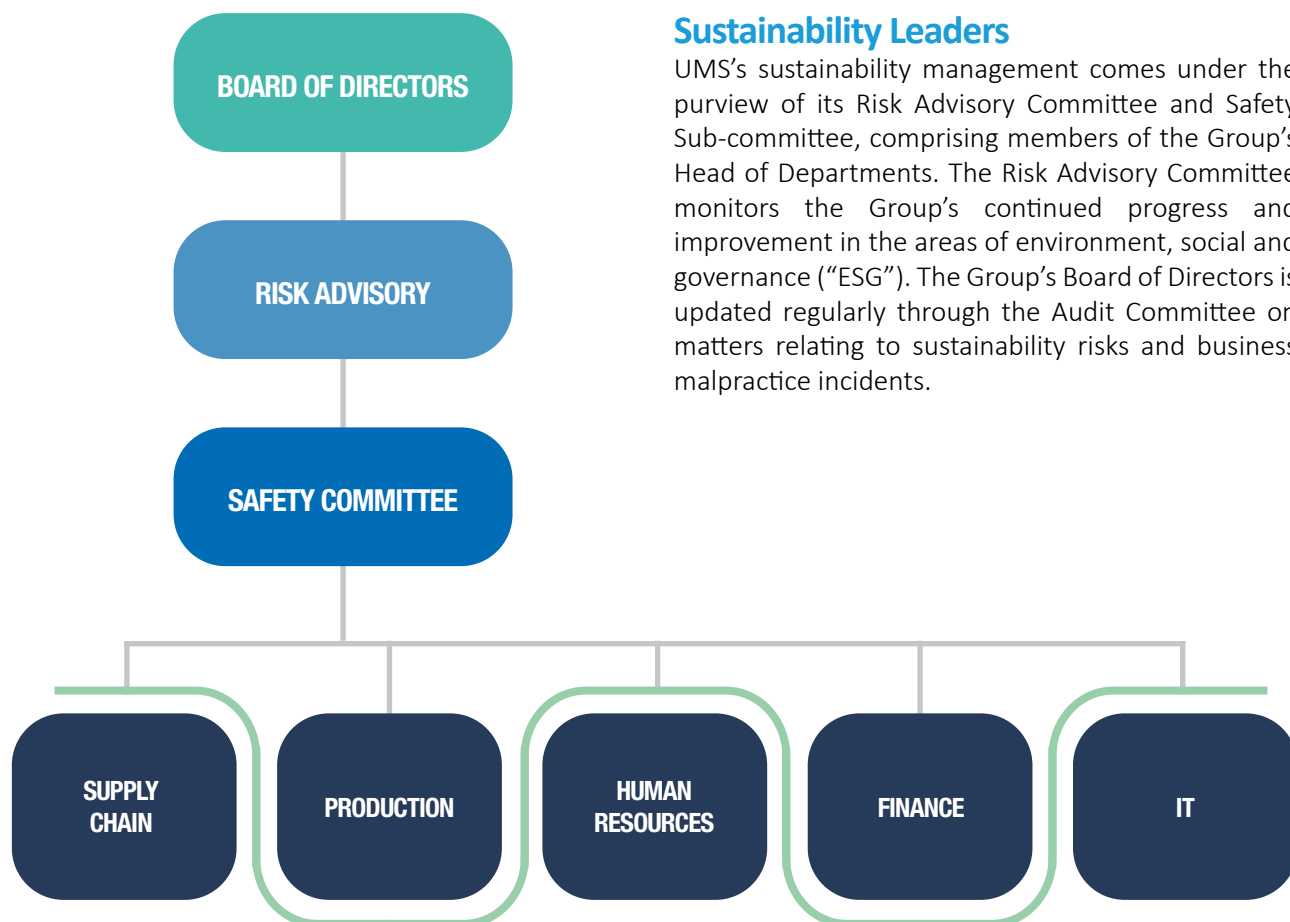 BOARD OF DIRECTORS
RISK ADVISORY
SAFETY COMMITTEE
SUPPLY
CHAIN
PRODUCTION
HUMAN
RESOURCES
FINANCE
IT
Sustainability Leaders
UMS’s sustainability management comes under the
purview of its Risk Advisory Committee and Safety
Sub-committee, comprising members of the Group’s
Head of Departments. The Risk Advisory Committee
monitors the Group’s continued progress and
improvement in the areas of environment, social and
governance (“ESG”). The Group’s Board of Directors is
updated regularly through the Audit Committee on
matters relating to sustainability risks and business
malpractice incidents.